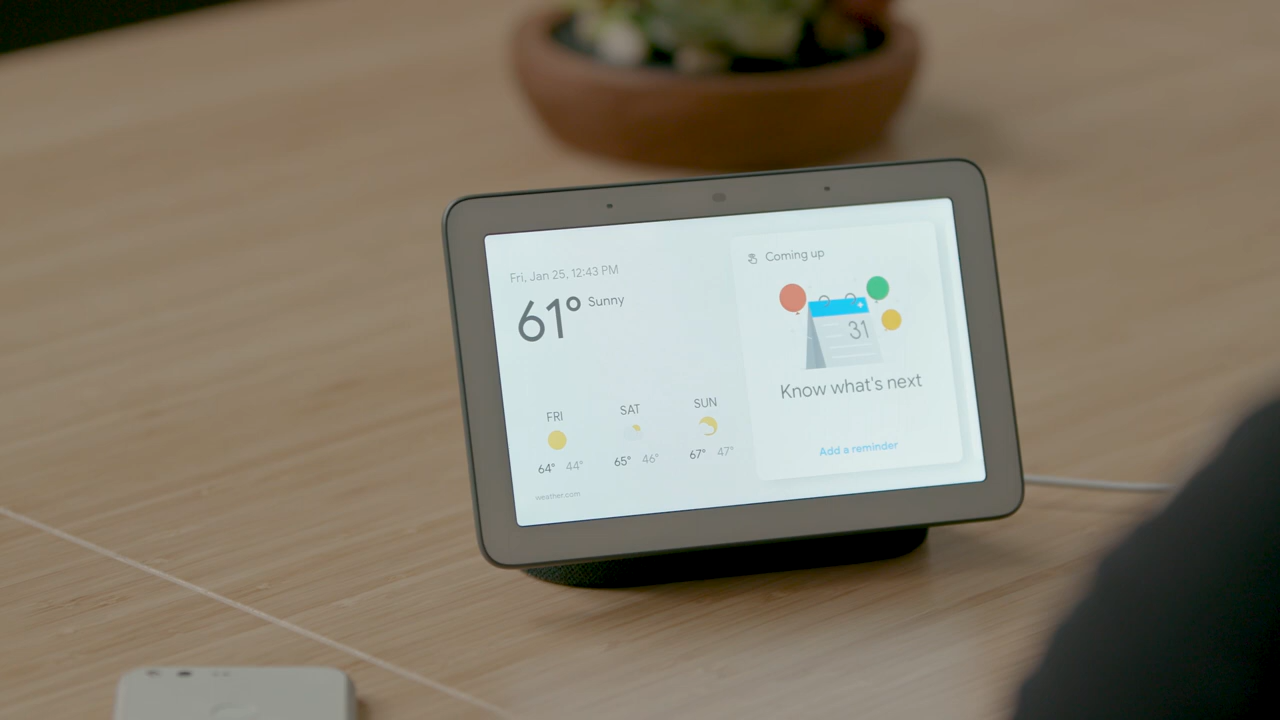 Fri, Jan 25, 12:43 PM
61° Sunny
FRI SAT SUN
64° 44° 65° 46° 67° 47°
weather.com
Coming up
31
Know what's next
Add a reminder